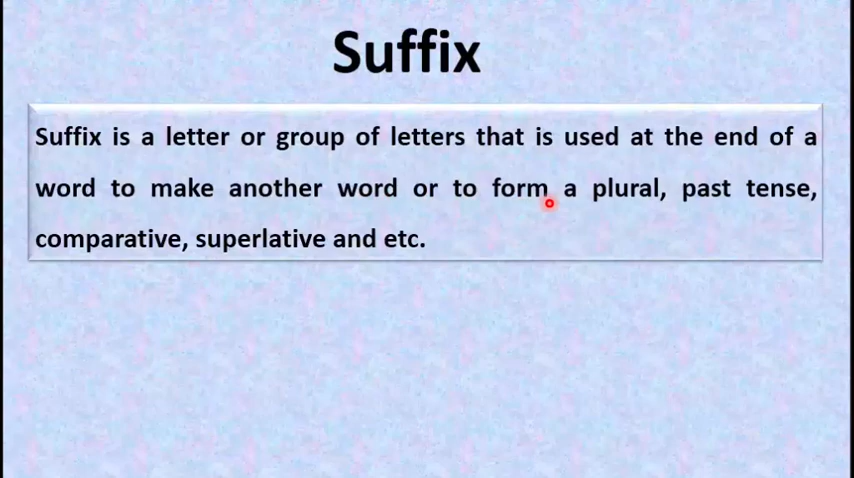 Suffix
Suffix is a letter or group of letters that is used at the end of a
word to make another word or to form a plural, past tense,
comparative, superlative and etc.